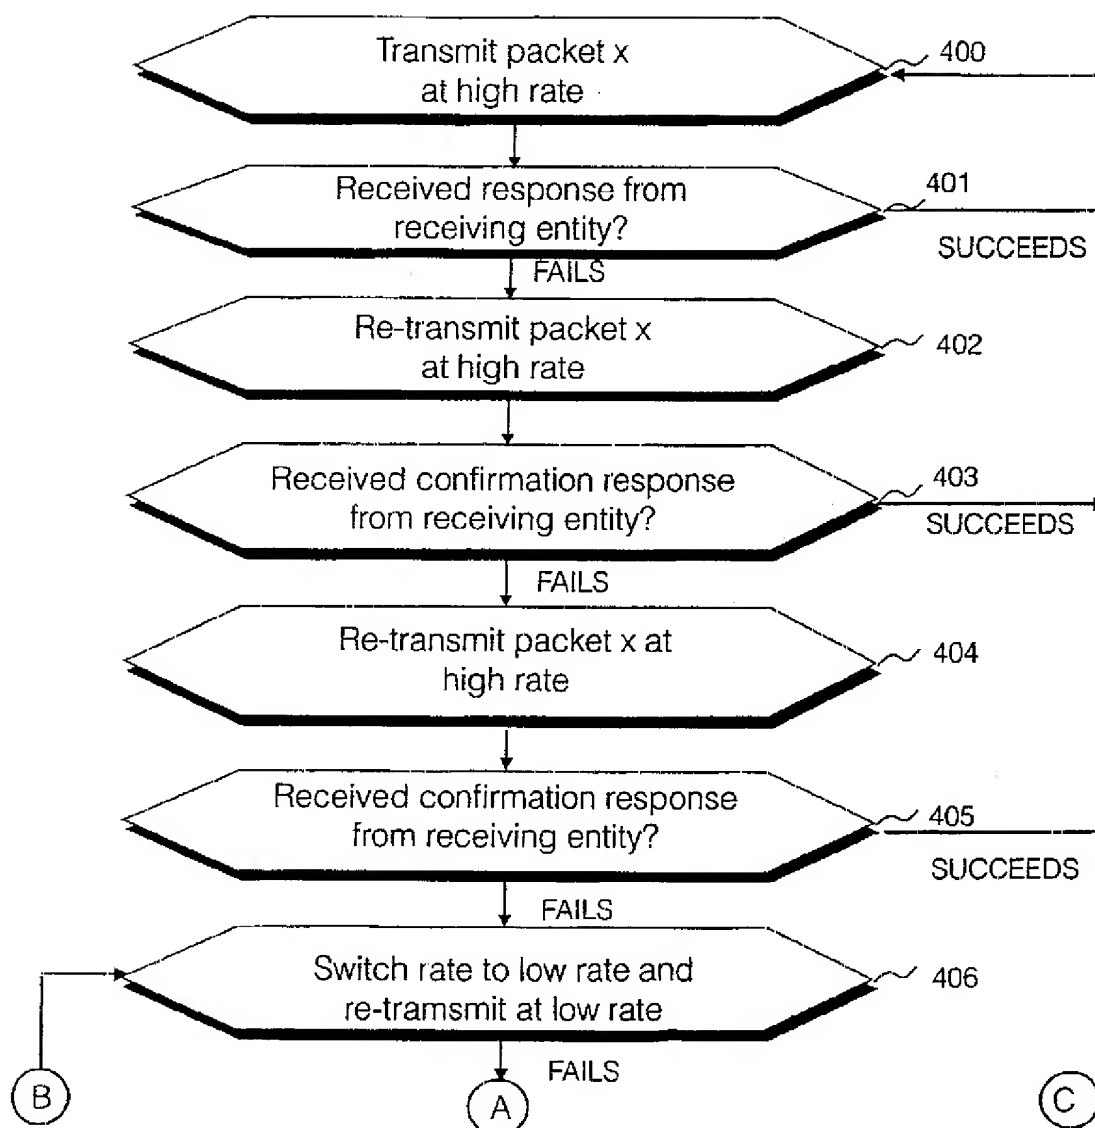 Transmit packet x
at high rate
400
Received response from
receiving entity?
401
SUCCEEDS
FAILS
Re-transmit packet x
at high rate
402
Received confirmation response
from receiving entity?
403
SUCCEEDS
FAILS
Re-transmit packet x at
high rate
404
Received confirmation response
from receiving entity?
405
SUCCEEDS
FAILS
Switch rate to low rate and
re-tramsmit at low rate
406
FAILS
B
A
C